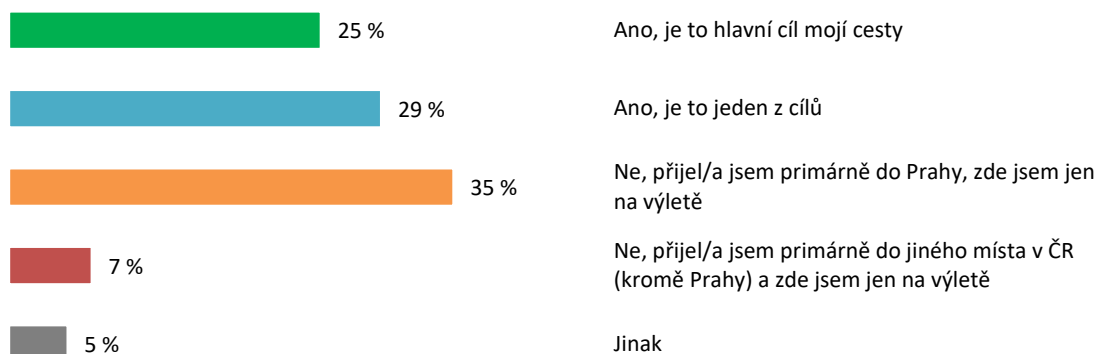 25 % Ano, je to hlavní cíl mojí cesty
29 % Ano, je to jeden z cílů
35 % Ne, přijel/a jsem primárně do Prahy, zde jsem jen
na výletě
7 % Ne, přijel/a jsem primárně do jiného místa v ČR
(kromě Prahy) a zde jsem jen na výletě
5 % Jinak